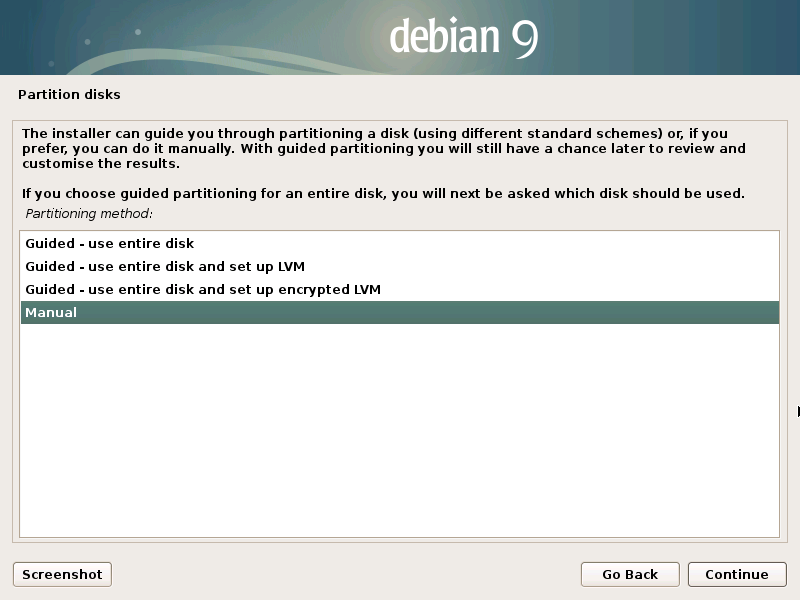 debian 9
Partition disks
The installer can guide you through partitioning a disk (using different standard schemes) or, if you
prefer, you can do it manually. With guided partitioning you will still have a chance later to review and
customise the results.
If you choose guided partitioning for an entire disk, you will next be asked which disk should be used.
Partitioning method:
Guided - use entire disk
Guided - use entire disk and set up LVM
Guided - use entire disk and set up encrypted LVM
Manual
Screenshot
Go Back
Continue